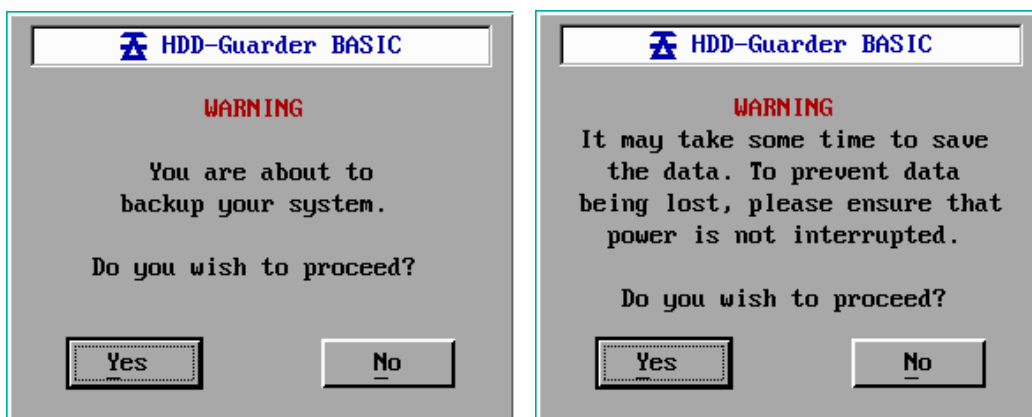 HDD-Guarder BASIC
WARNING
You are about to
backup your system.
Do you wish to proceed?
Yes
No
HDD-Guarder BASIC
WARNING
It may take some time to save
the data. To prevent data
being lost, please ensure that
power is not interrupted.
Do you wish to proceed?
Yes
No